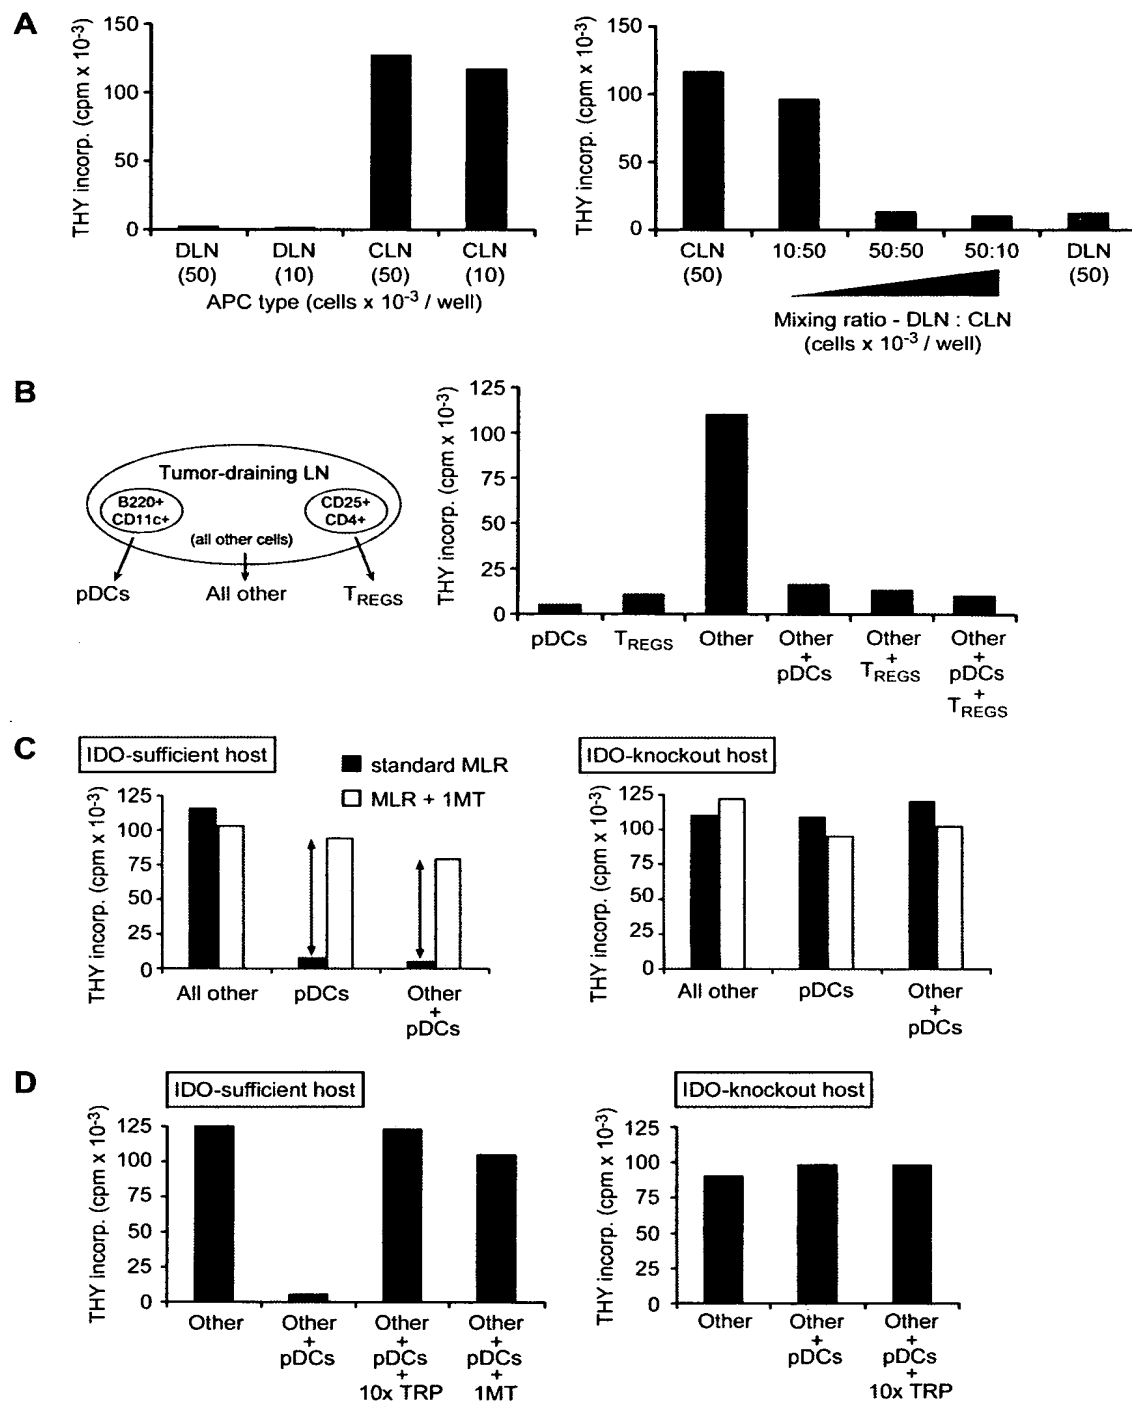 A
THY incorp. (cpm x 10-3)
150
100
50
0
DLN (50)
DLN (10)
CLN (50)
CLN (10)
APC type (cells x 10-3 / well)
THY incorp. (cpm x 10-3)
150
100
50
0
CLN (50)
10:50
50:50
50:10
DLN (50)
Mixing ratio - DLN : CLN
(cells x 10-3 / well)
B
Tumor-draining LN
B220+
CD11c+
CD25+
CD4+
(all other cells)
pDCs
All other
TREGS
THY incorp. (cpm x 10-3)
125
100
75
50
25
0
pDCs
TREGS
Other
Other + pDCs
Other + TREGS
Other + pDCs + TREGS
C
IDO-sufficient host
standard MLR
MLR + 1MT
THY incorp. (cpm x 10-3)
125
100
75
50
25
0
All other
pDCs
Other + pDCs
IDO-knockout host
THY incorp. (cpm x 10-3)
125
100
75
50
25
0
All other
pDCs
Other + pDCs
D
IDO-sufficient host
THY incorp. (cpm x 10-3)
125
100
75
50
25
0
Other
Other + pDCs
Other + pDCs + 10x TRP
Other + pDCs + 1MT
IDO-knockout host
THY incorp. (cpm x 10-3)
125
100
75
50
25
0
Other
Other + pDCs
Other + pDCs + 10x TRP